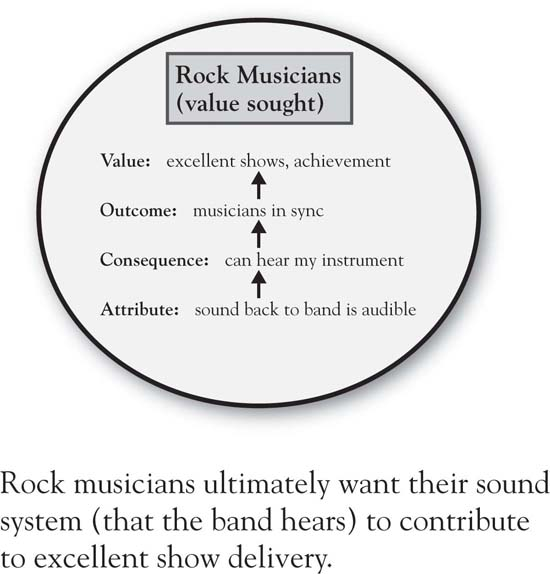 Rock Musicians
(value sought)
Value: excellent shows, achievement
Outcome: musicians in sync
Consequence: can hear my instrument
Attribute: sound back to band is audible
Rock musicians ultimately want their sound
system (that the band hears) to contribute
to excellent show delivery.